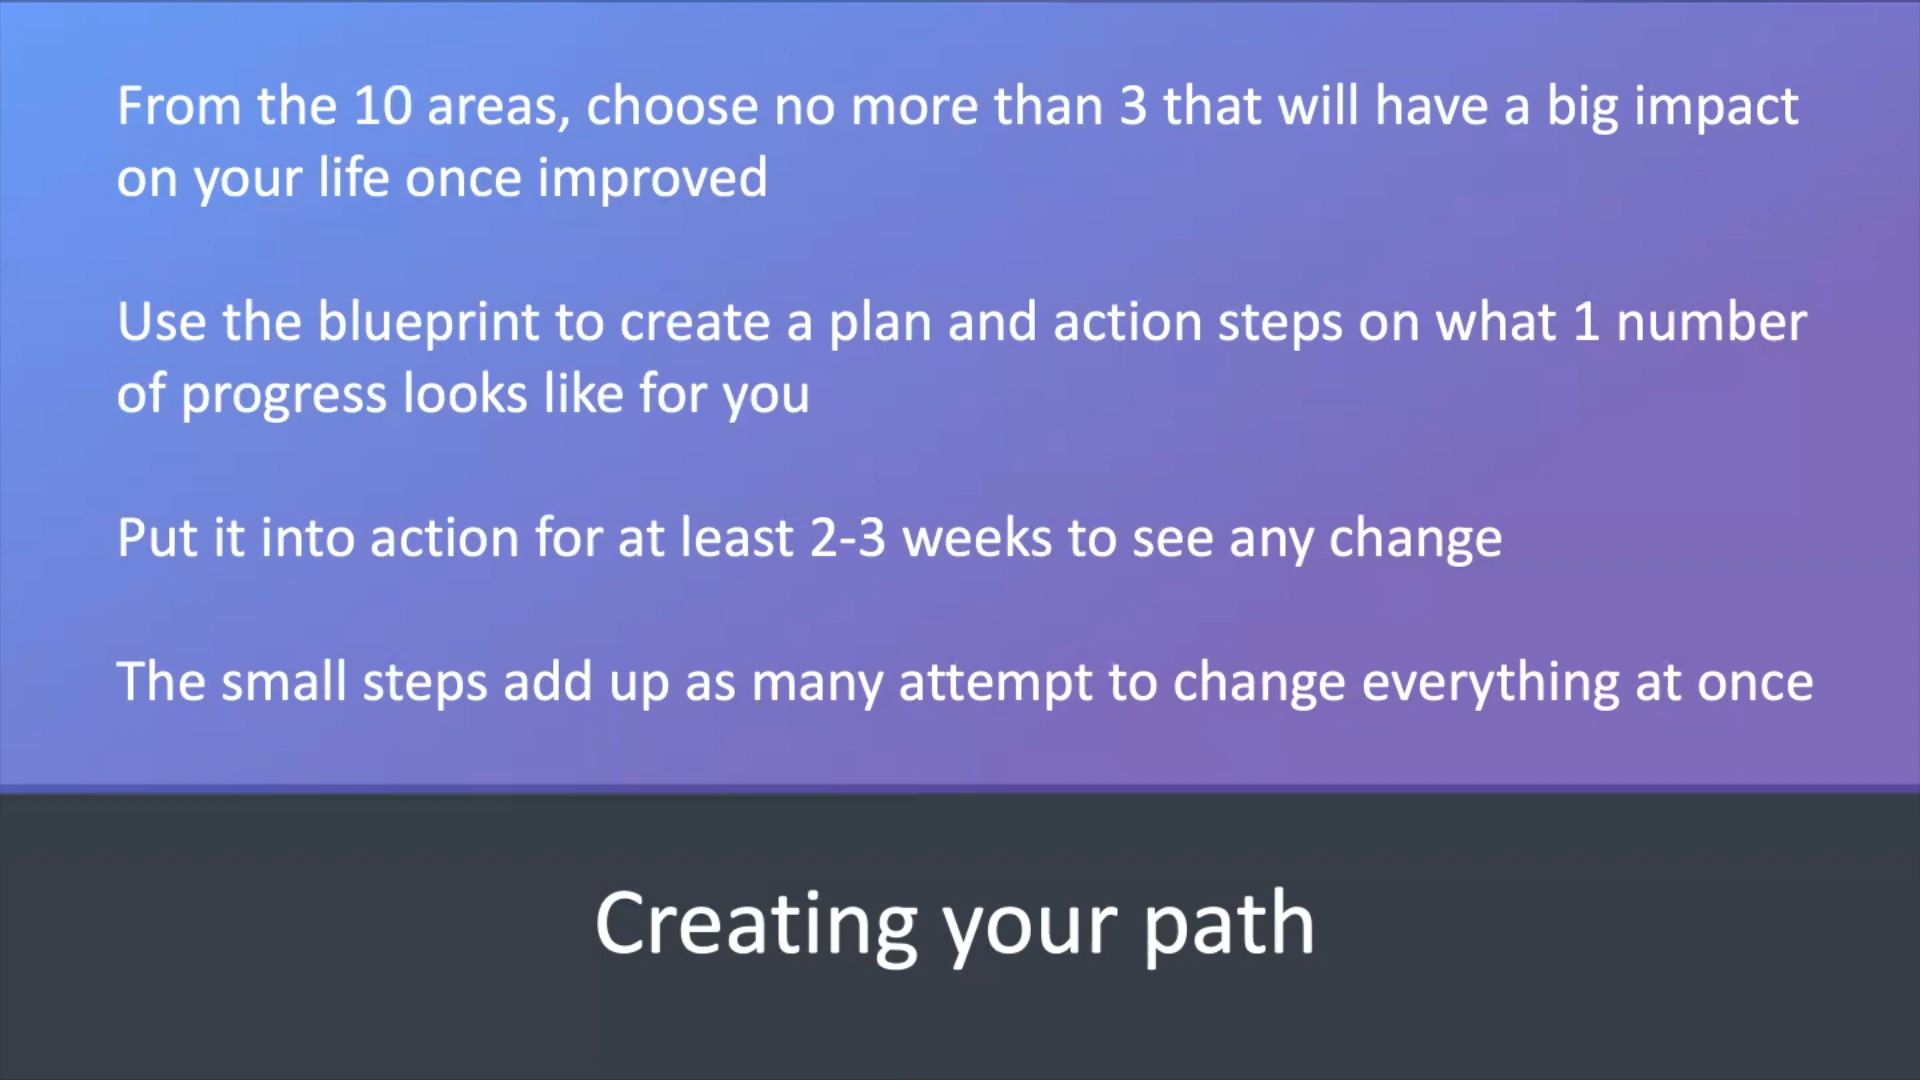 From the 10 areas, choose no more than 3 that will have a big impact
on your life once improved
Use the blueprint to create a plan and action steps on what 1 number
of progress looks like for you
Put it into action for at least 2-3 weeks to see any change
The small steps add up as many attempt to change everything at once
Creating your path